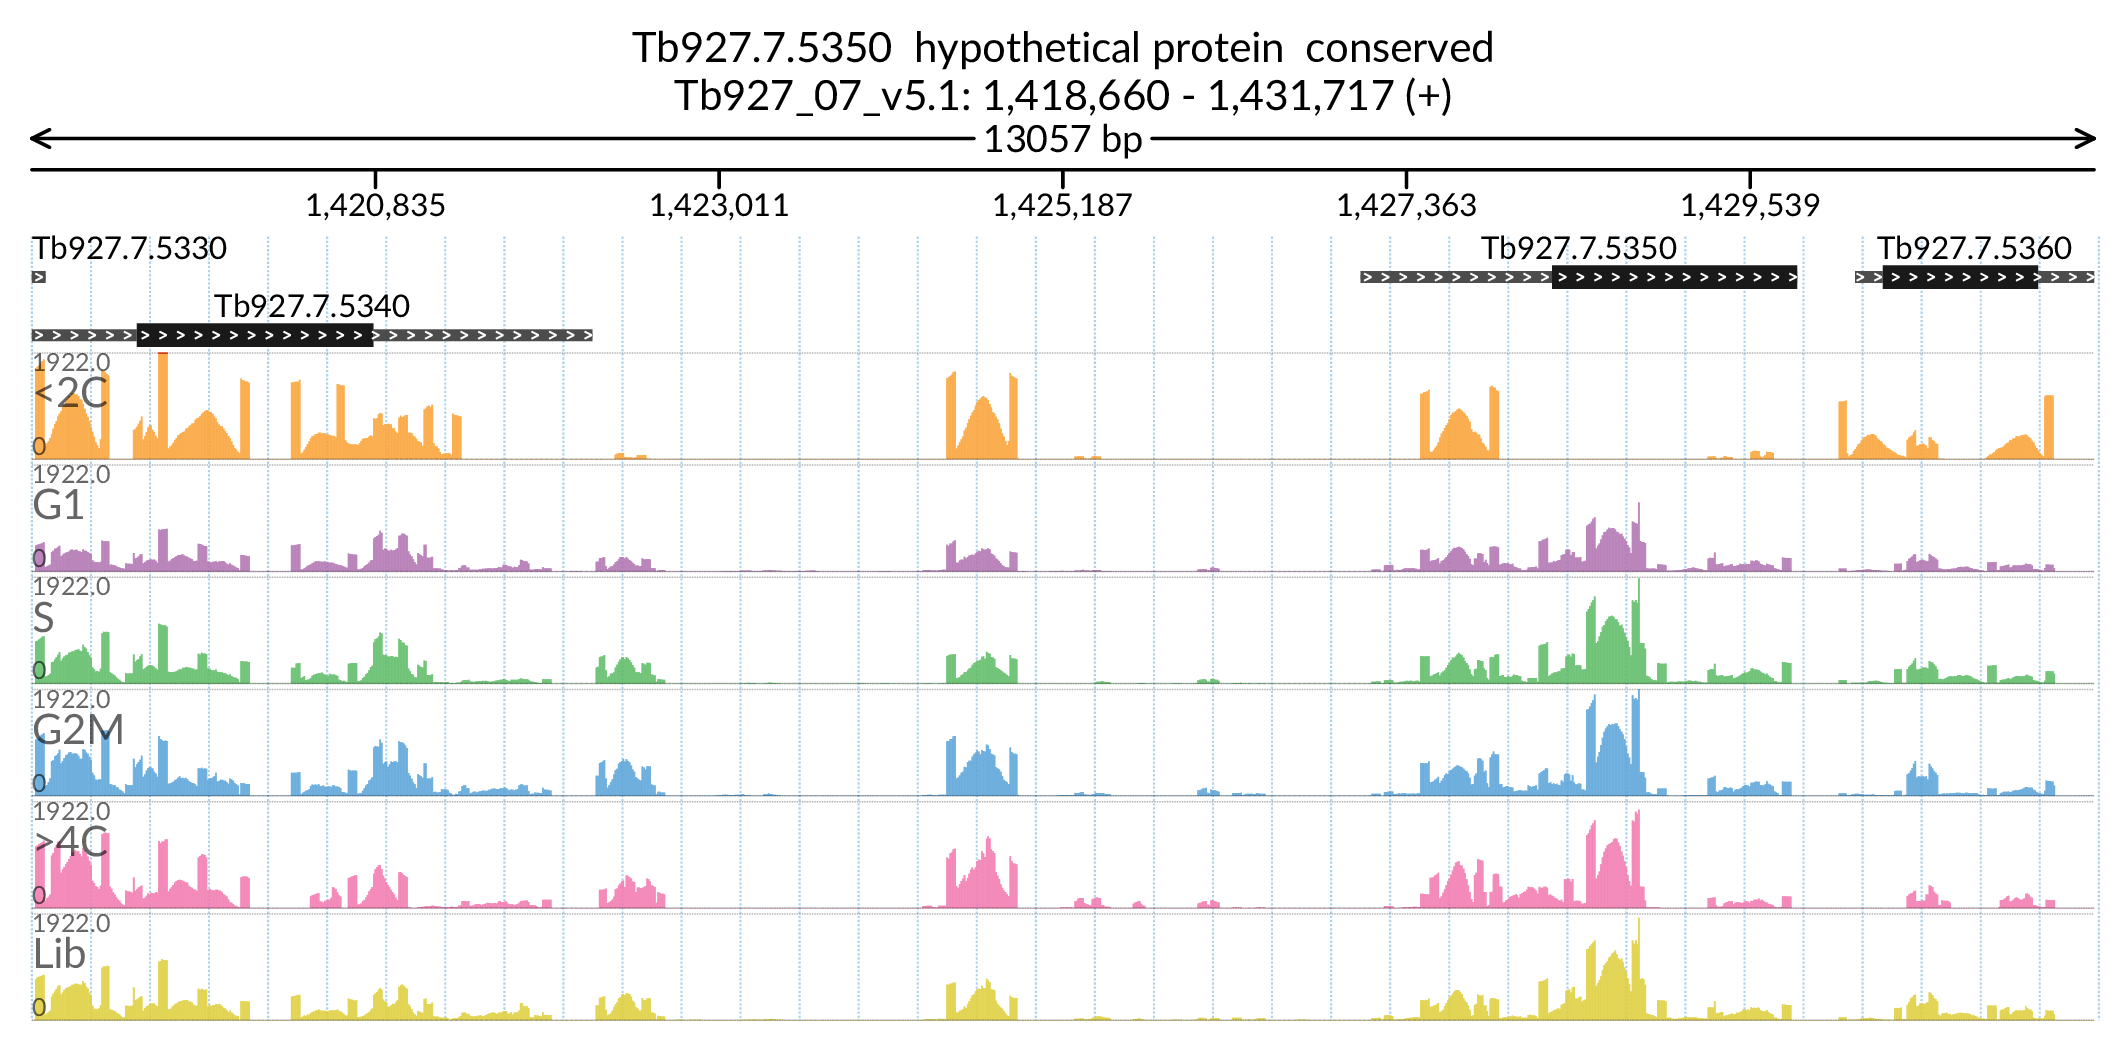 Tb927.7.5350 hypothetical protein conserved
Tb927_07_v5.1: 1,418,660 - 1,431,717 (+)
13057 bp
1,420,835 1,423,011 1,425,187 1,427,363 1,429,539
Tb927.7.5330 Tb927.7.5350 Tb927.7.5360
Tb927.7.5340
1922.0
<2C
0
1922.0
G1
0
1922.0
S
0
1922.0
G2M
0
1922.0
>4C
0
1922.0
Lib
0